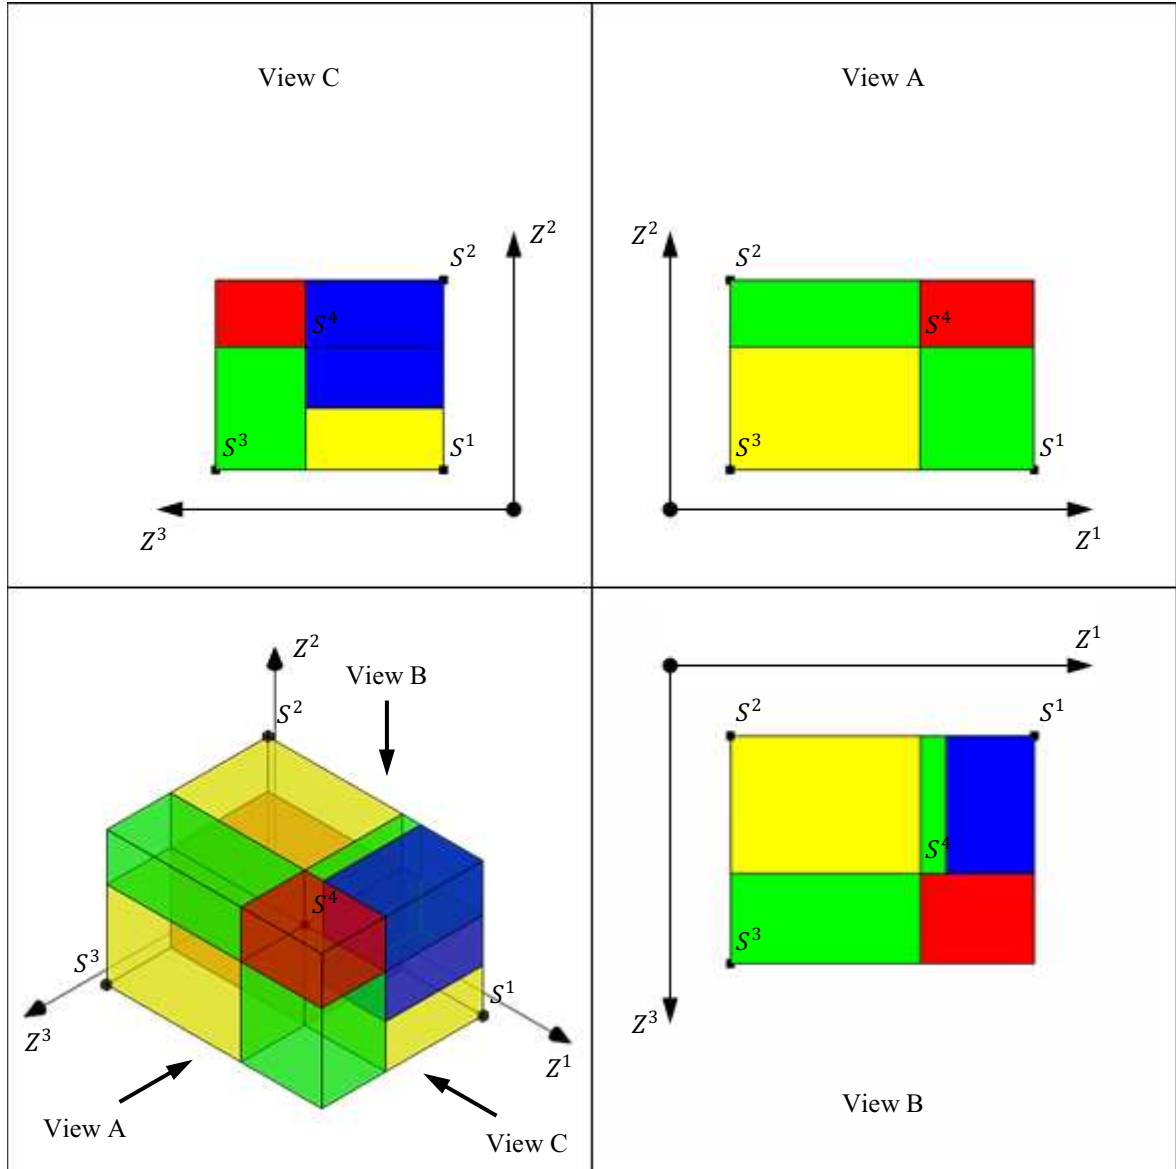 View C
Z²
S²
S⁴
S³
S¹
Z³
View A
Z²
S²
S⁴
S³
S¹
Z¹
Z²
View B
S²
S⁴
S³
S¹
Z³
Z¹
View A
View C
Z¹
S²
S¹
S⁴
S³
Z³
View B